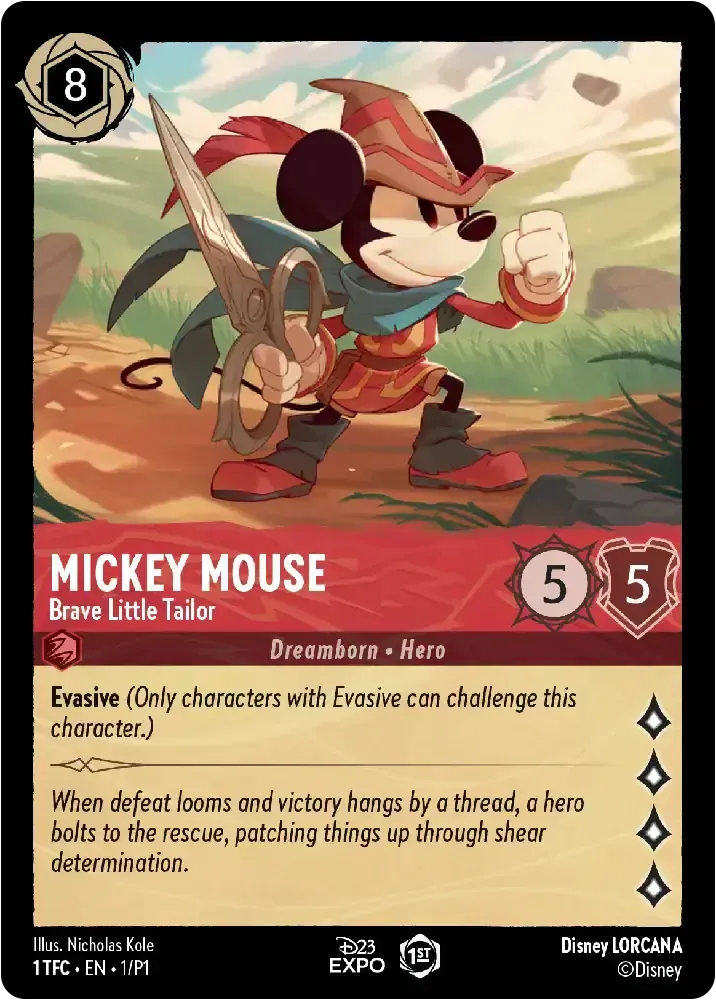 8
MICKEY MOUSE
Brave Little Tailor
5
5
Dreamborn • Hero
Evasive (Only characters with Evasive can challenge this
character.)
When defeat looms and victory hangs by a thread, a hero
bolts to the rescue, patching things up through shear
determination.
Illus. Nicholas Kole
1TFC • EN • 1/P1
D23
EXPO
1ST
Disney LORCANA
©Disney